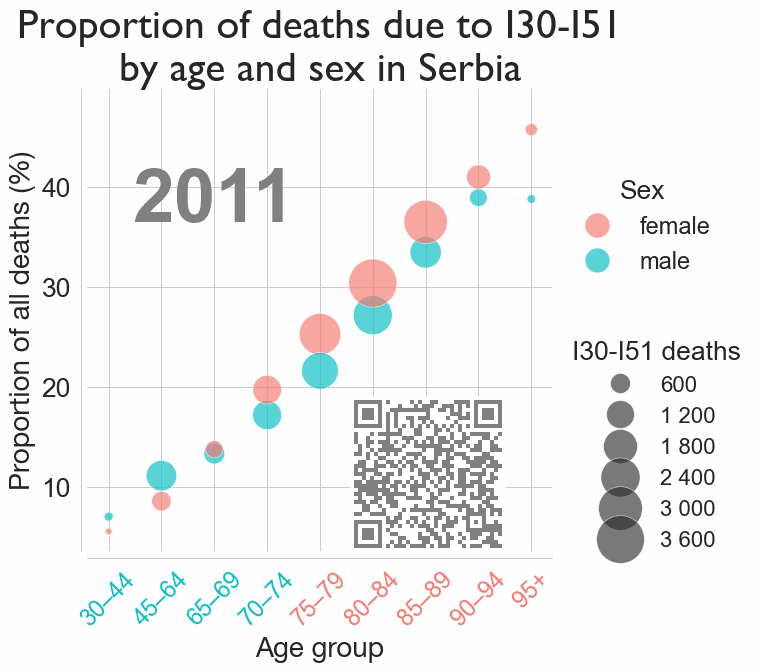 Proportion of deaths due to I30-I51
by age and sex in Serbia
Proportion of all deaths (%)
40
30
20
10
2011
30–44
45–64
65–69
70–74
75–79
80–84
85–89
90–94
95+
Age group
Sex
female
male
I30-I51 deaths
600
1 200
1 800
2 400
3 000
3 600